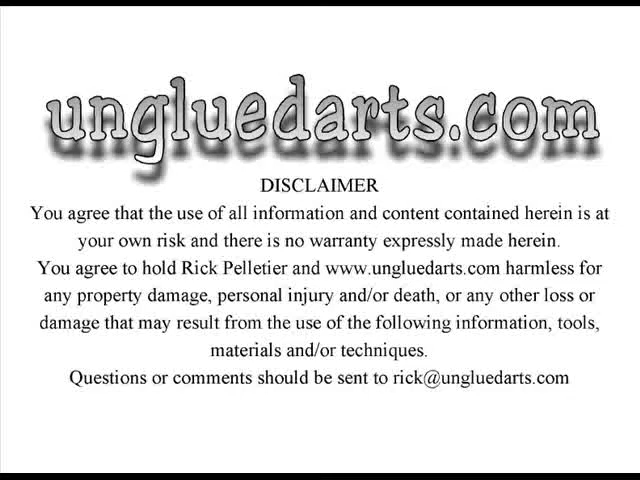 ungluedarts.com
DISCLAIMER
You agree that the use of all information and content contained herein is at
your own risk and there is no warranty expressly made herein.
You agree to hold Rick Pelletier and www.ungluedarts.com harmless for
any property damage, personal injury and/or death, or any other loss or
damage that may result from the use of the following information, tools,
materials and/or techniques.
Questions or comments should be sent to rick@ungluedarts.com